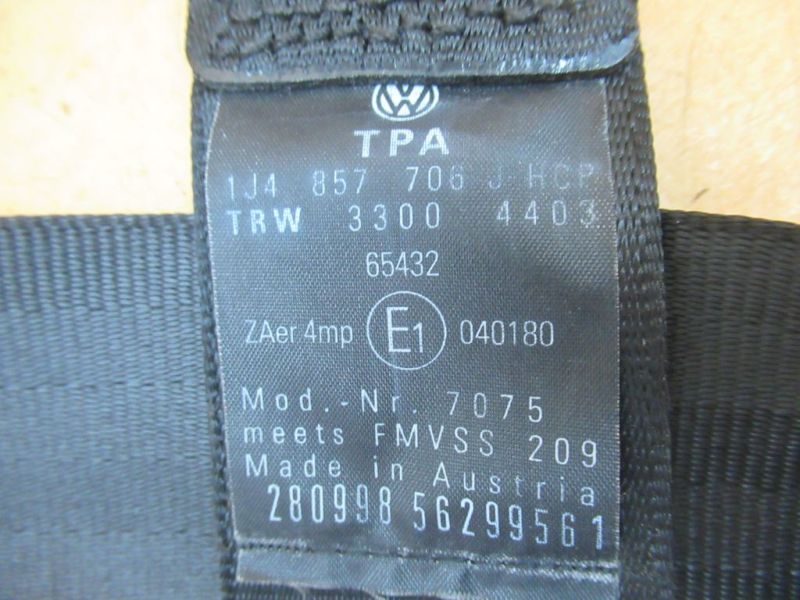 TPA
1J4 857 706 J HCP
TRW 3300 4403
65432
ZAer 4mp E1 040180
Mod.-Nr. 7075
meets FMVSS 209
Made in Austria
280998 56299561